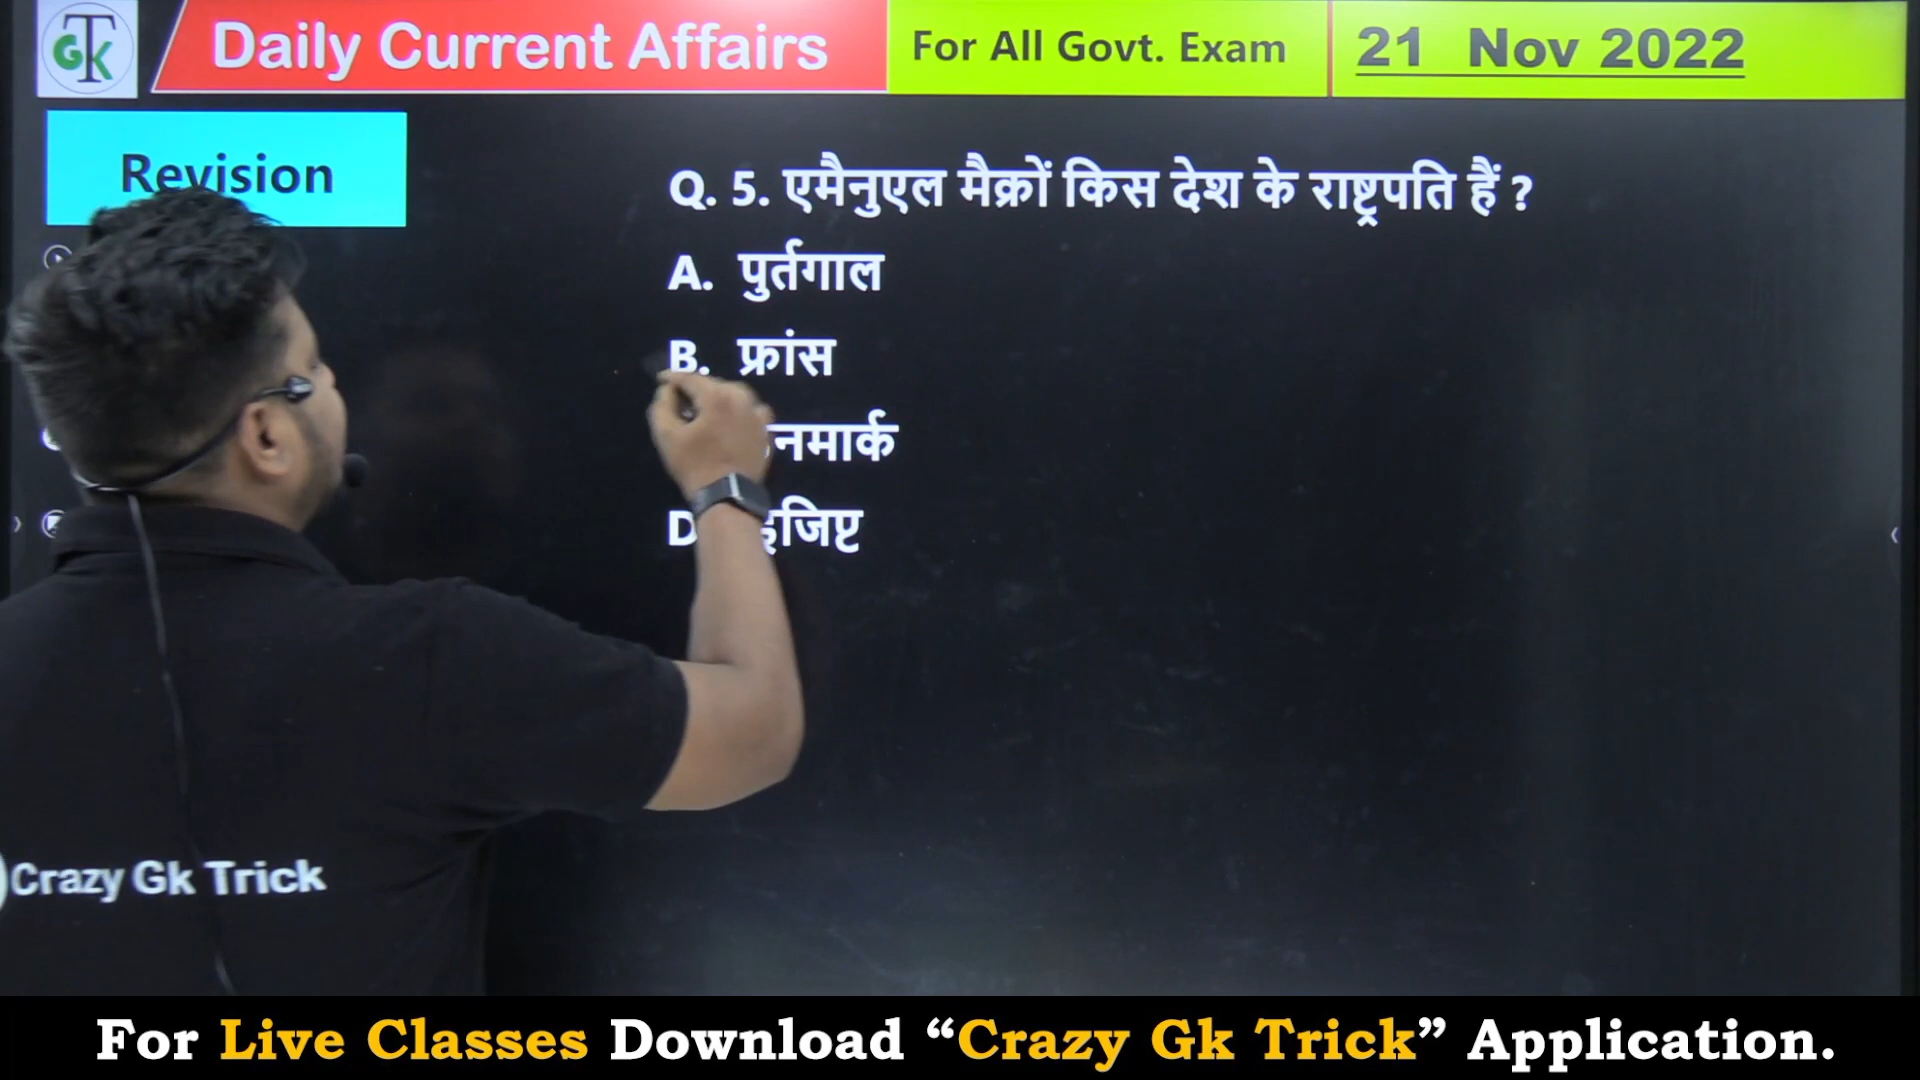 GTK
Daily Current Affairs
For All Govt. Exam
21 Nov 2022
Revision
Q. 5. एमैनुएल मैक्रों किस देश के राष्ट्रपति हैं ?
A. पुर्तगाल
B. फ्रांस
नमार्क
D इजिप्ट
Crazy Gk Trick
For Live Classes Download “Crazy Gk Trick” Application.